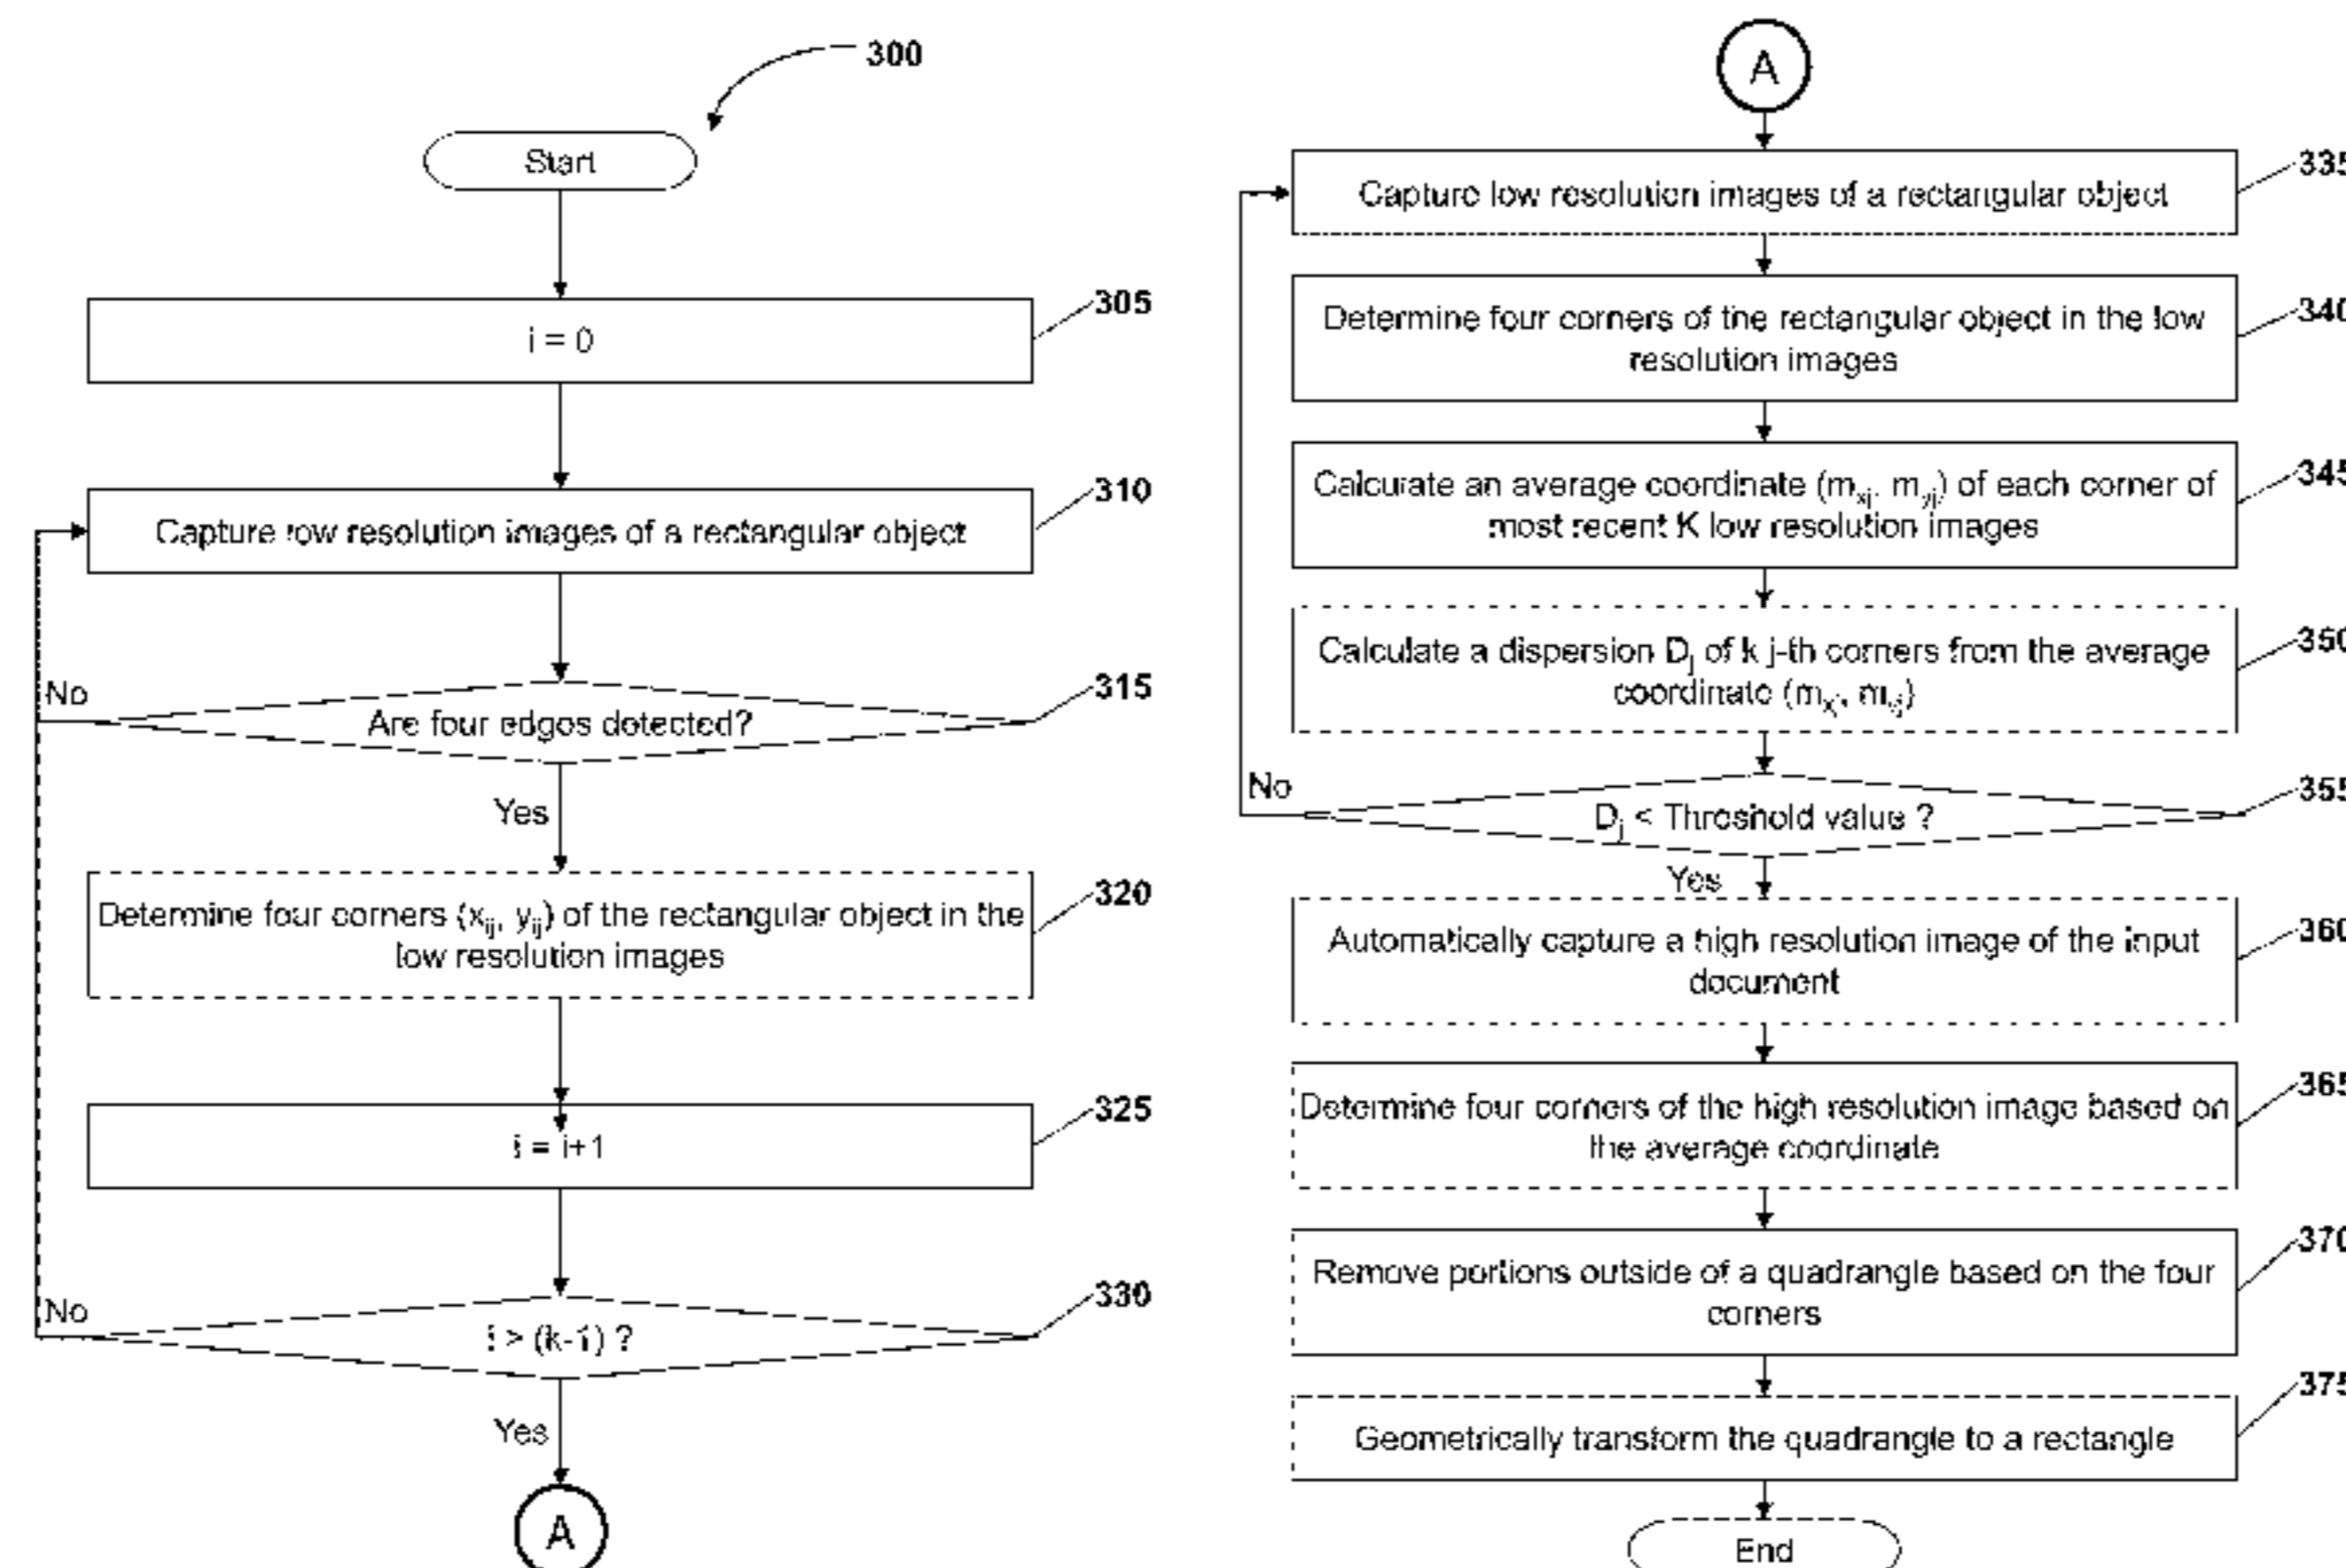 300
Start
305
i = 0
310
Capture low resolution images of a rectangular object
315
No
Are four edges detected?
Yes
320
Determine four corners (xij, yij) of the rectangular object in the
low resolution images
325
i = i+1
330
No
i > (k-1) ?
Yes
A
A
335
Capture low resolution images of a rectangular object
340
Determine four corners of the rectangular object in the low
resolution images
345
Calculate an average coordinate (mxj, myj) of each corner of
most recent K low resolution images
350
Calculate a dispersion Dj of k j-th corners from the average
coordinate (mxj, myj)
355
No
Dj < Threshold value ?
Yes
360
Automatically capture a high resolution image of the input
document
365
Determine four corners of the high resolution image based on
the average coordinate
370
Remove portions outside of a quadrangle based on the four
corners
375
Geometrically transform the quadrangle to a rectangle
End